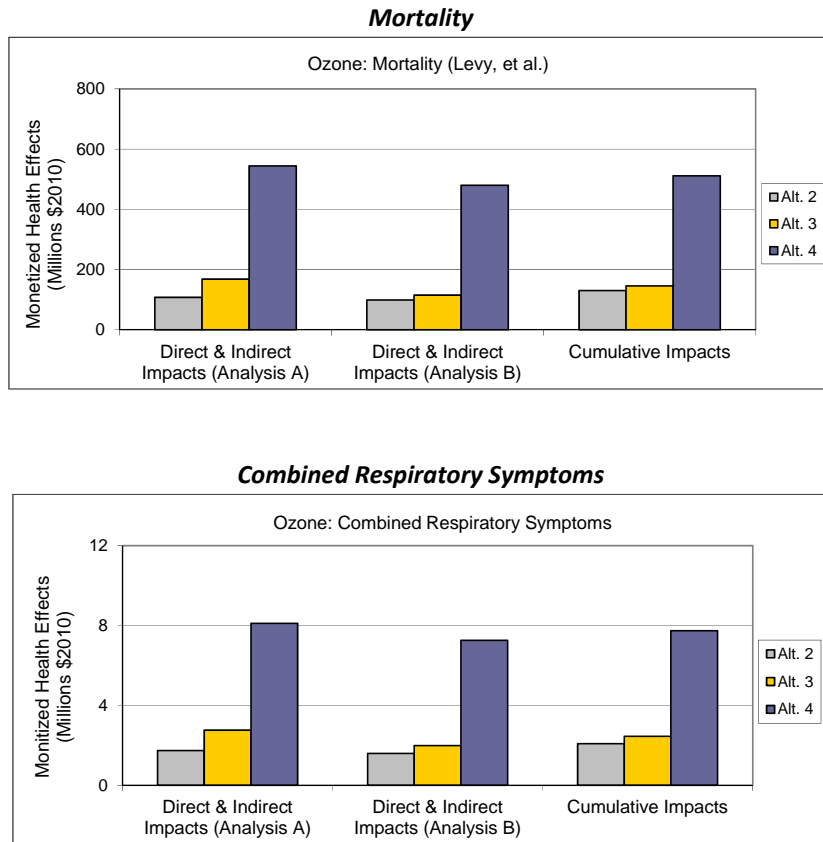 Mortality
Ozone: Mortality (Levy, et al.)
Monetized Health Effects
(Millions $2010)
800
600
400
200
0
Direct & Indirect
Impacts (Analysis A)
Direct & Indirect
Impacts (Analysis B)
Cumulative Impacts
Alt. 2
Alt. 3
Alt. 4
Combined Respiratory Symptoms
Ozone: Combined Respiratory Symptoms
Monitized Health Effects
(Millions $2010)
12
8
4
0
Direct & Indirect
Impacts (Analysis A)
Direct & Indirect
Impacts (Analysis B)
Cumulative Impacts
Alt. 2
Alt. 3
Alt. 4